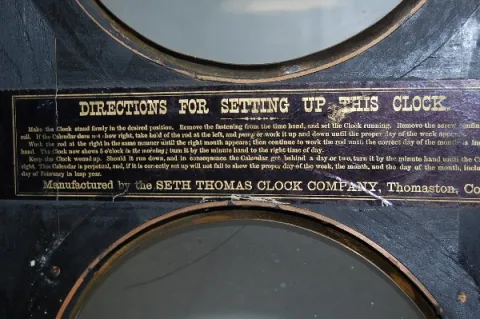 DIRECTIONS FOR SETTING UP THIS CLOCK.
Make the Clock stand firmly in the desired position. Remove the fastening from the time hand, and set the Clock running. Remove the screw
rod. If the Calendar does not show right, take hold of the rod at the left, and work it up and down until the proper day of the week appears.
Work the rod at the right in the same manner until the right month appears; then continue to work the rod until the correct day of the month is
hand. The Clock now shows 5 o'clock in the morning; turn it by the minute hand to the right time of day.
Keep the Clock wound up. Should it run down, and in consequence the Calendar get behind a day or two, turn it by the minute hand until the
right. This Calendar is perpetual, and, if it is correctly set up will not fail to show the proper day of the week, the month, and the day of the month,
day of February in leap year.
Manufactured by the SETH THOMAS CLOCK COMPANY, Thomaston,